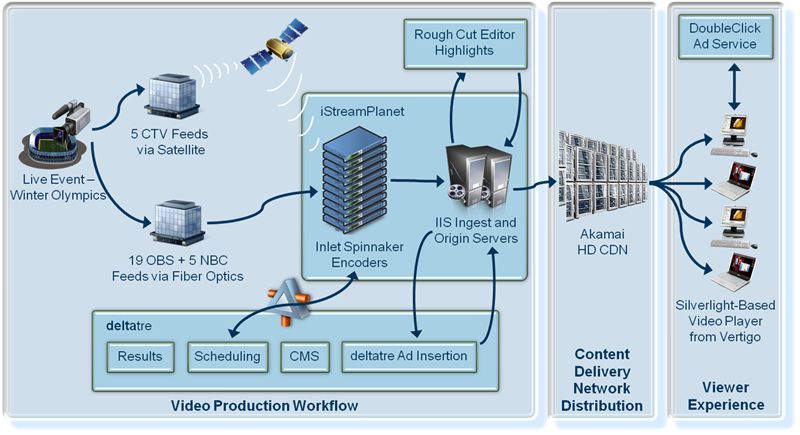 Rough Cut Editor
Highlights
DoubleClick
Ad Service
iStreamPlanet
5 CTV Feeds
via Satellite
Live Event –
Winter Olympics
19 OBS + 5 NBC
Feeds via Fiber Optics
Inlet Spinnaker
Encoders
IIS Ingest and
Origin Servers
Akamai
HD CDN
Silverlight-Based
Video Player
from Vertigo
deltatre
Results
Scheduling
CMS
deltatre Ad Insertion
Video Production Workflow
Content
Delivery
Network
Distribution
Viewer
Experience